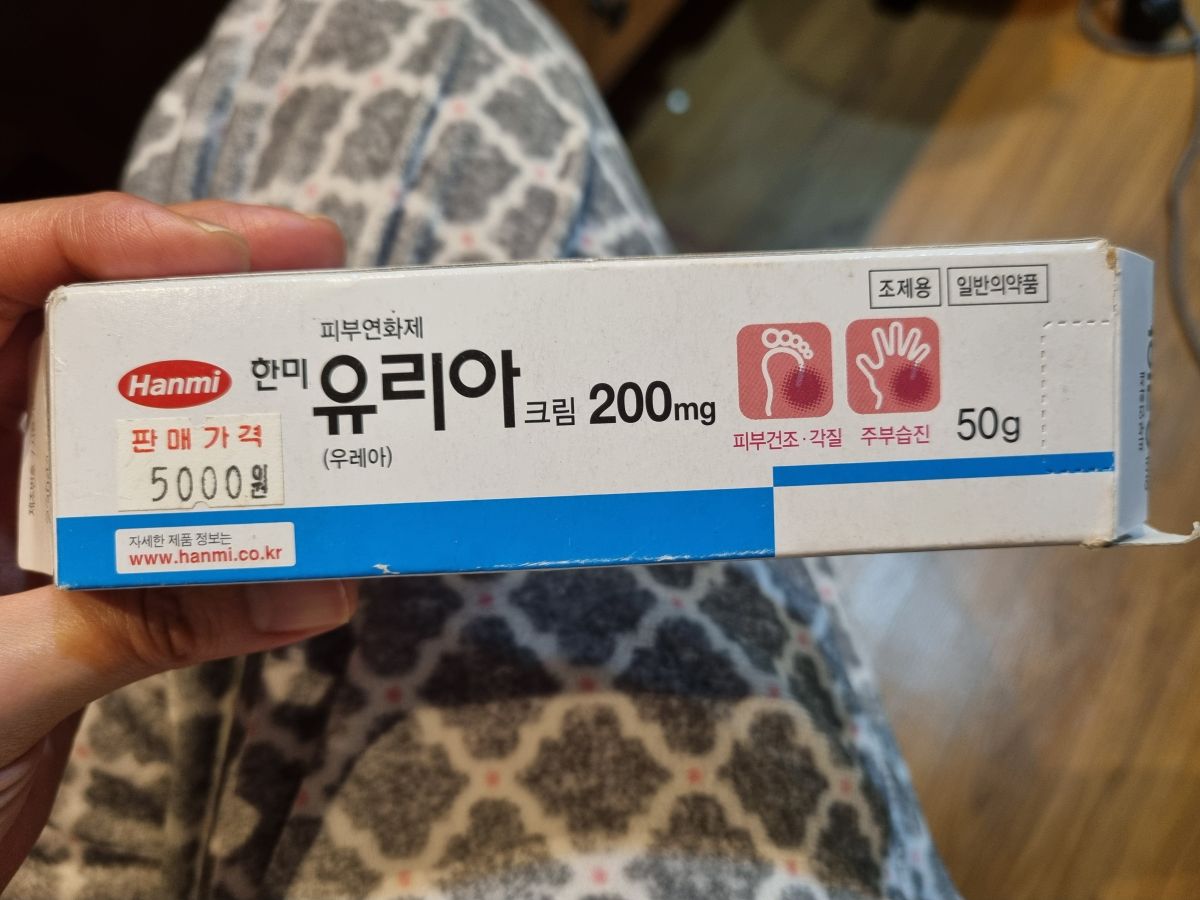 조제용 일반의약품
피부연화제
Hanmi 한미 유리아 크림 200mg
(우레아)
피부건조·각질 주부습진 50g
판매가격
5000원
자세한 제품 정보는
www.hanmi.co.kr